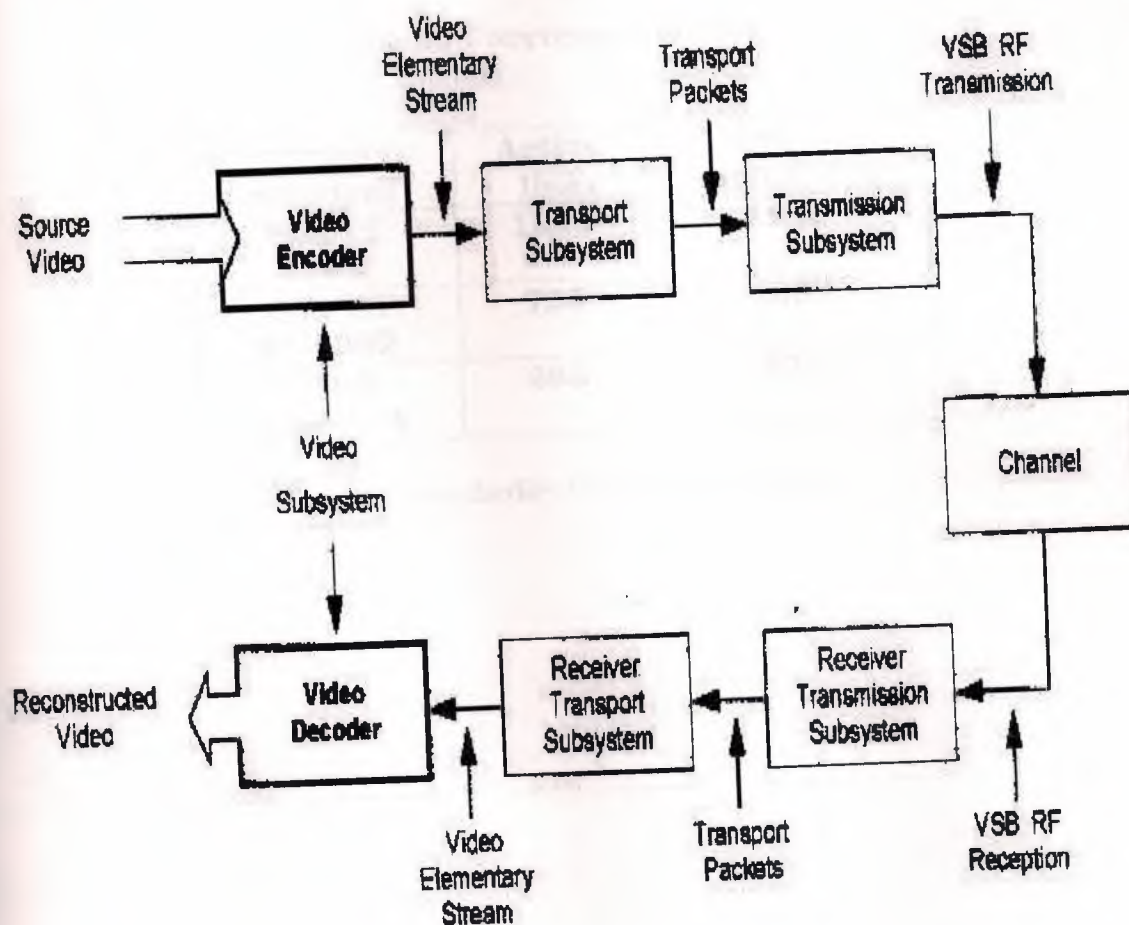 Video
Elementary
Stream
Transport
Packets
VSB RF
Transmission
Source
Video
Video
Encoder
Transport
Subsystem
Transmission
Subsystem
Video
Subsystem
Channel
Reconstructed
Video
Video
Decoder
Receiver
Transport
Subsystem
Receiver
Transmission
Subsystem
Video
Elementary
Stream
Transport
Packets
VSB RF
Reception